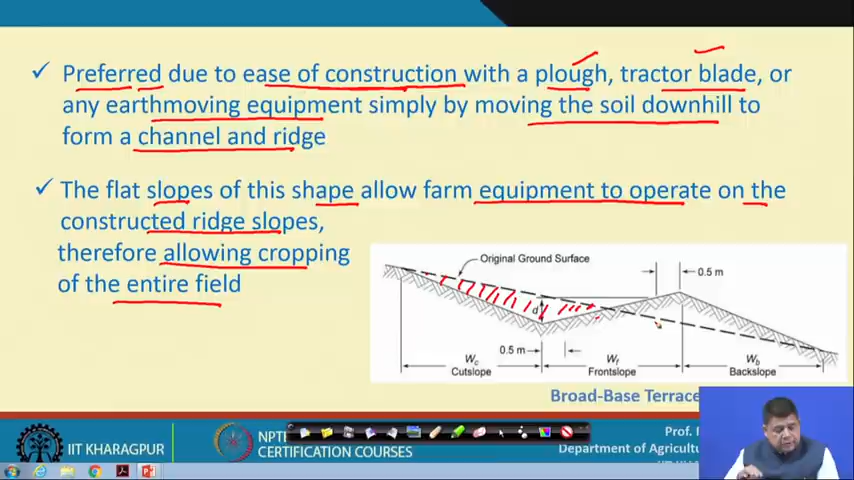 ✓ Preferred due to ease of construction with a plough, tractor blade, or
any earthmoving equipment simply by moving the soil downhill to
form a channel and ridge
✓ The flat slopes of this shape allow farm equipment to operate on the
constructed ridge slopes,
therefore allowing cropping
of the entire field
Original Ground Surface
0.5 m
d
0.5 m
Wc
Cutslope
Wf
Frontslope
Wb
Backslope
Broad-Base Terrace
IIT KHARAGPUR
NPTE
CERTIFICATION COURSES
Prof.
Department of Agricultu